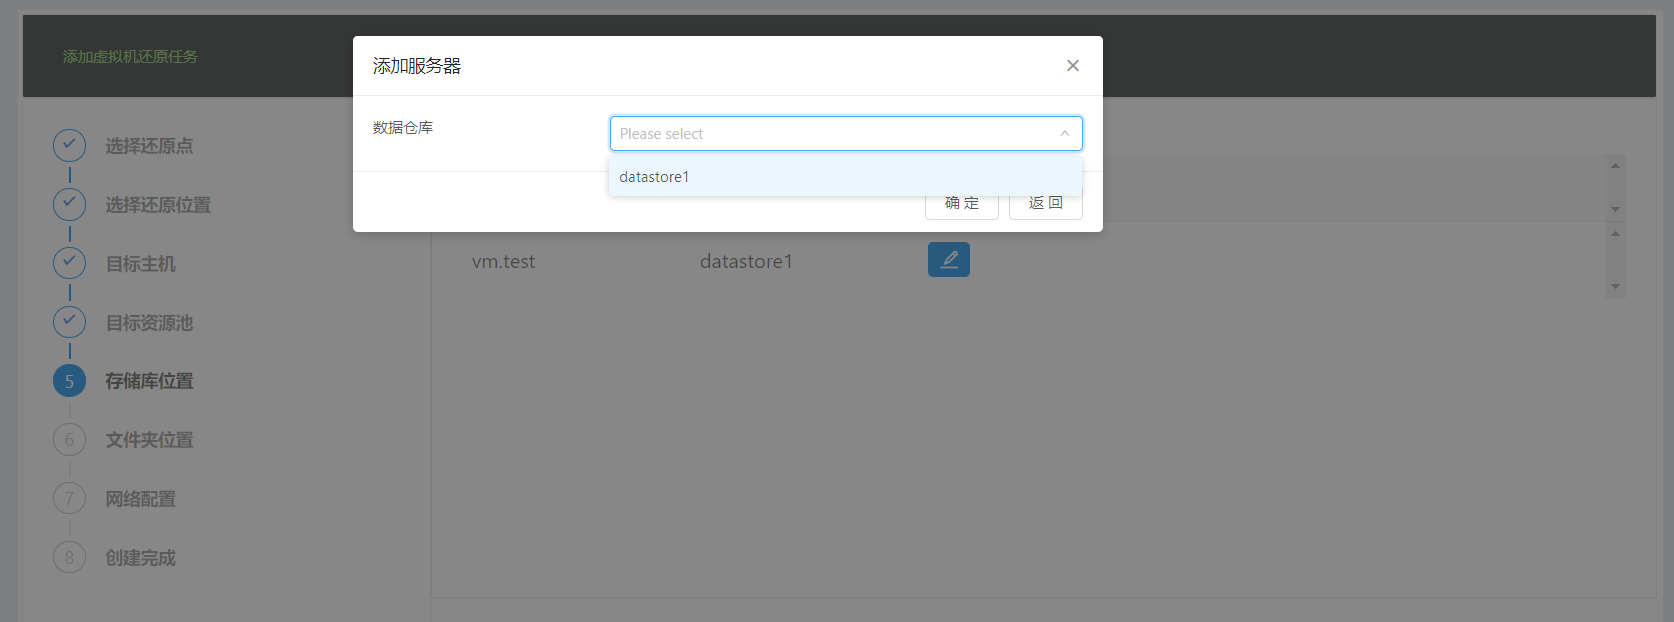 添加虚拟机还原任务
添加服务器
数据仓库
Please select
datastore1
确 定
返 回
选择还原点
选择还原位置
目标主机
目标资源池
5
存储库位置
6
文件夹位置
7
网络配置
8
创建完成
vm.test
datastore1